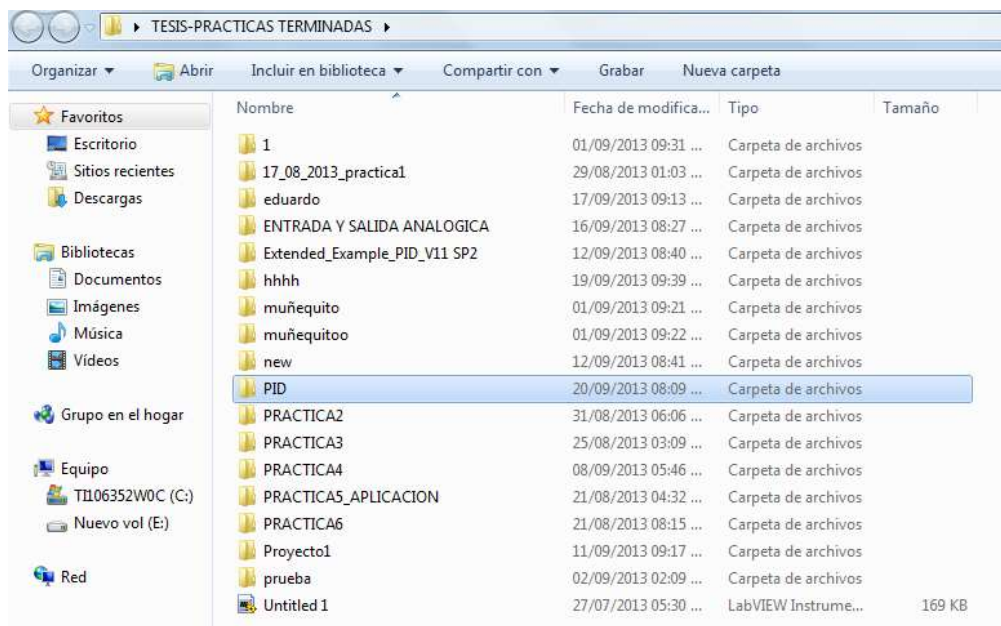 TESIS-PRACTICAS TERMINADAS
Organizar Abrir Incluir en biblioteca Compartir con Grabar Nueva carpeta
Favoritos
Escritorio
Sitios recientes
Descargas
Bibliotecas
Documentos
Imágenes
Música
Vídeos
Grupo en el hogar
Equipo
TI106352W0C (C:)
Nuevo vol (E:)
Red
Nombre Fecha de modifica... Tipo Tamaño
1 01/09/2013 09:31 ... Carpeta de archivos
17_08_2013_practica1 29/08/2013 01:03 ... Carpeta de archivos
eduardo 17/09/2013 09:13 ... Carpeta de archivos
ENTRADA Y SALIDA ANALOGICA 16/09/2013 08:27 ... Carpeta de archivos
Extended_Example_PID_V11 SP2 12/09/2013 08:40 ... Carpeta de archivos
hhhh 19/09/2013 09:39 ... Carpeta de archivos
muñequito 01/09/2013 09:21 ... Carpeta de archivos
muñequitoo 01/09/2013 09:22 ... Carpeta de archivos
new 12/09/2013 08:41 ... Carpeta de archivos
PID 20/09/2013 08:09 ... Carpeta de archivos
PRACTICA2 31/08/2013 06:06 ... Carpeta de archivos
PRACTICA3 25/08/2013 03:09 ... Carpeta de archivos
PRACTICA4 08/09/2013 05:46 ... Carpeta de archivos
PRACTICA5_APLICACION 21/08/2013 04:32 ... Carpeta de archivos
PRACTICA6 21/08/2013 08:15 ... Carpeta de archivos
Proyecto1 11/09/2013 09:17 ... Carpeta de archivos
prueba 02/09/2013 02:09 ... Carpeta de archivos
Untitled 1 27/07/2013 05:30 ... LabVIEW Instrume... 169 KB